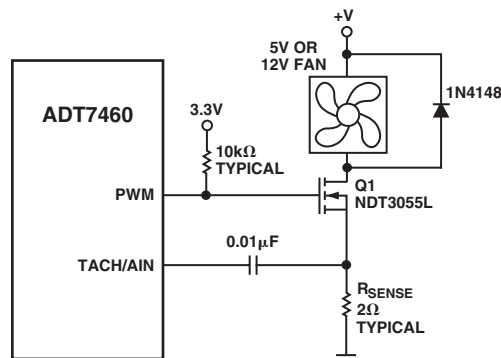 +V
5V OR
12V FAN
1N4148
ADT7460
3.3V
10kΩ
TYPICAL
Q1
NDT3055L
PWM
0.01µF
TACH/AIN
RSENSE
2Ω
TYPICAL